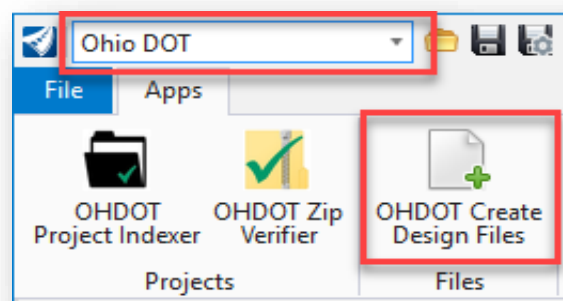 Ohio DOT
File Apps
OHDOT
Project Indexer
OHDOT Zip
Verifier
OHDOT Create
Design Files
Projects
Files